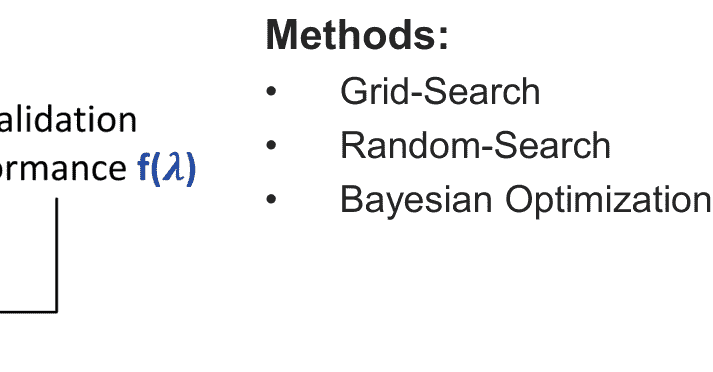 Methods:
• Grid-Search
• Random-Search
• Bayesian Optimization
alidation
ormance f(λ)